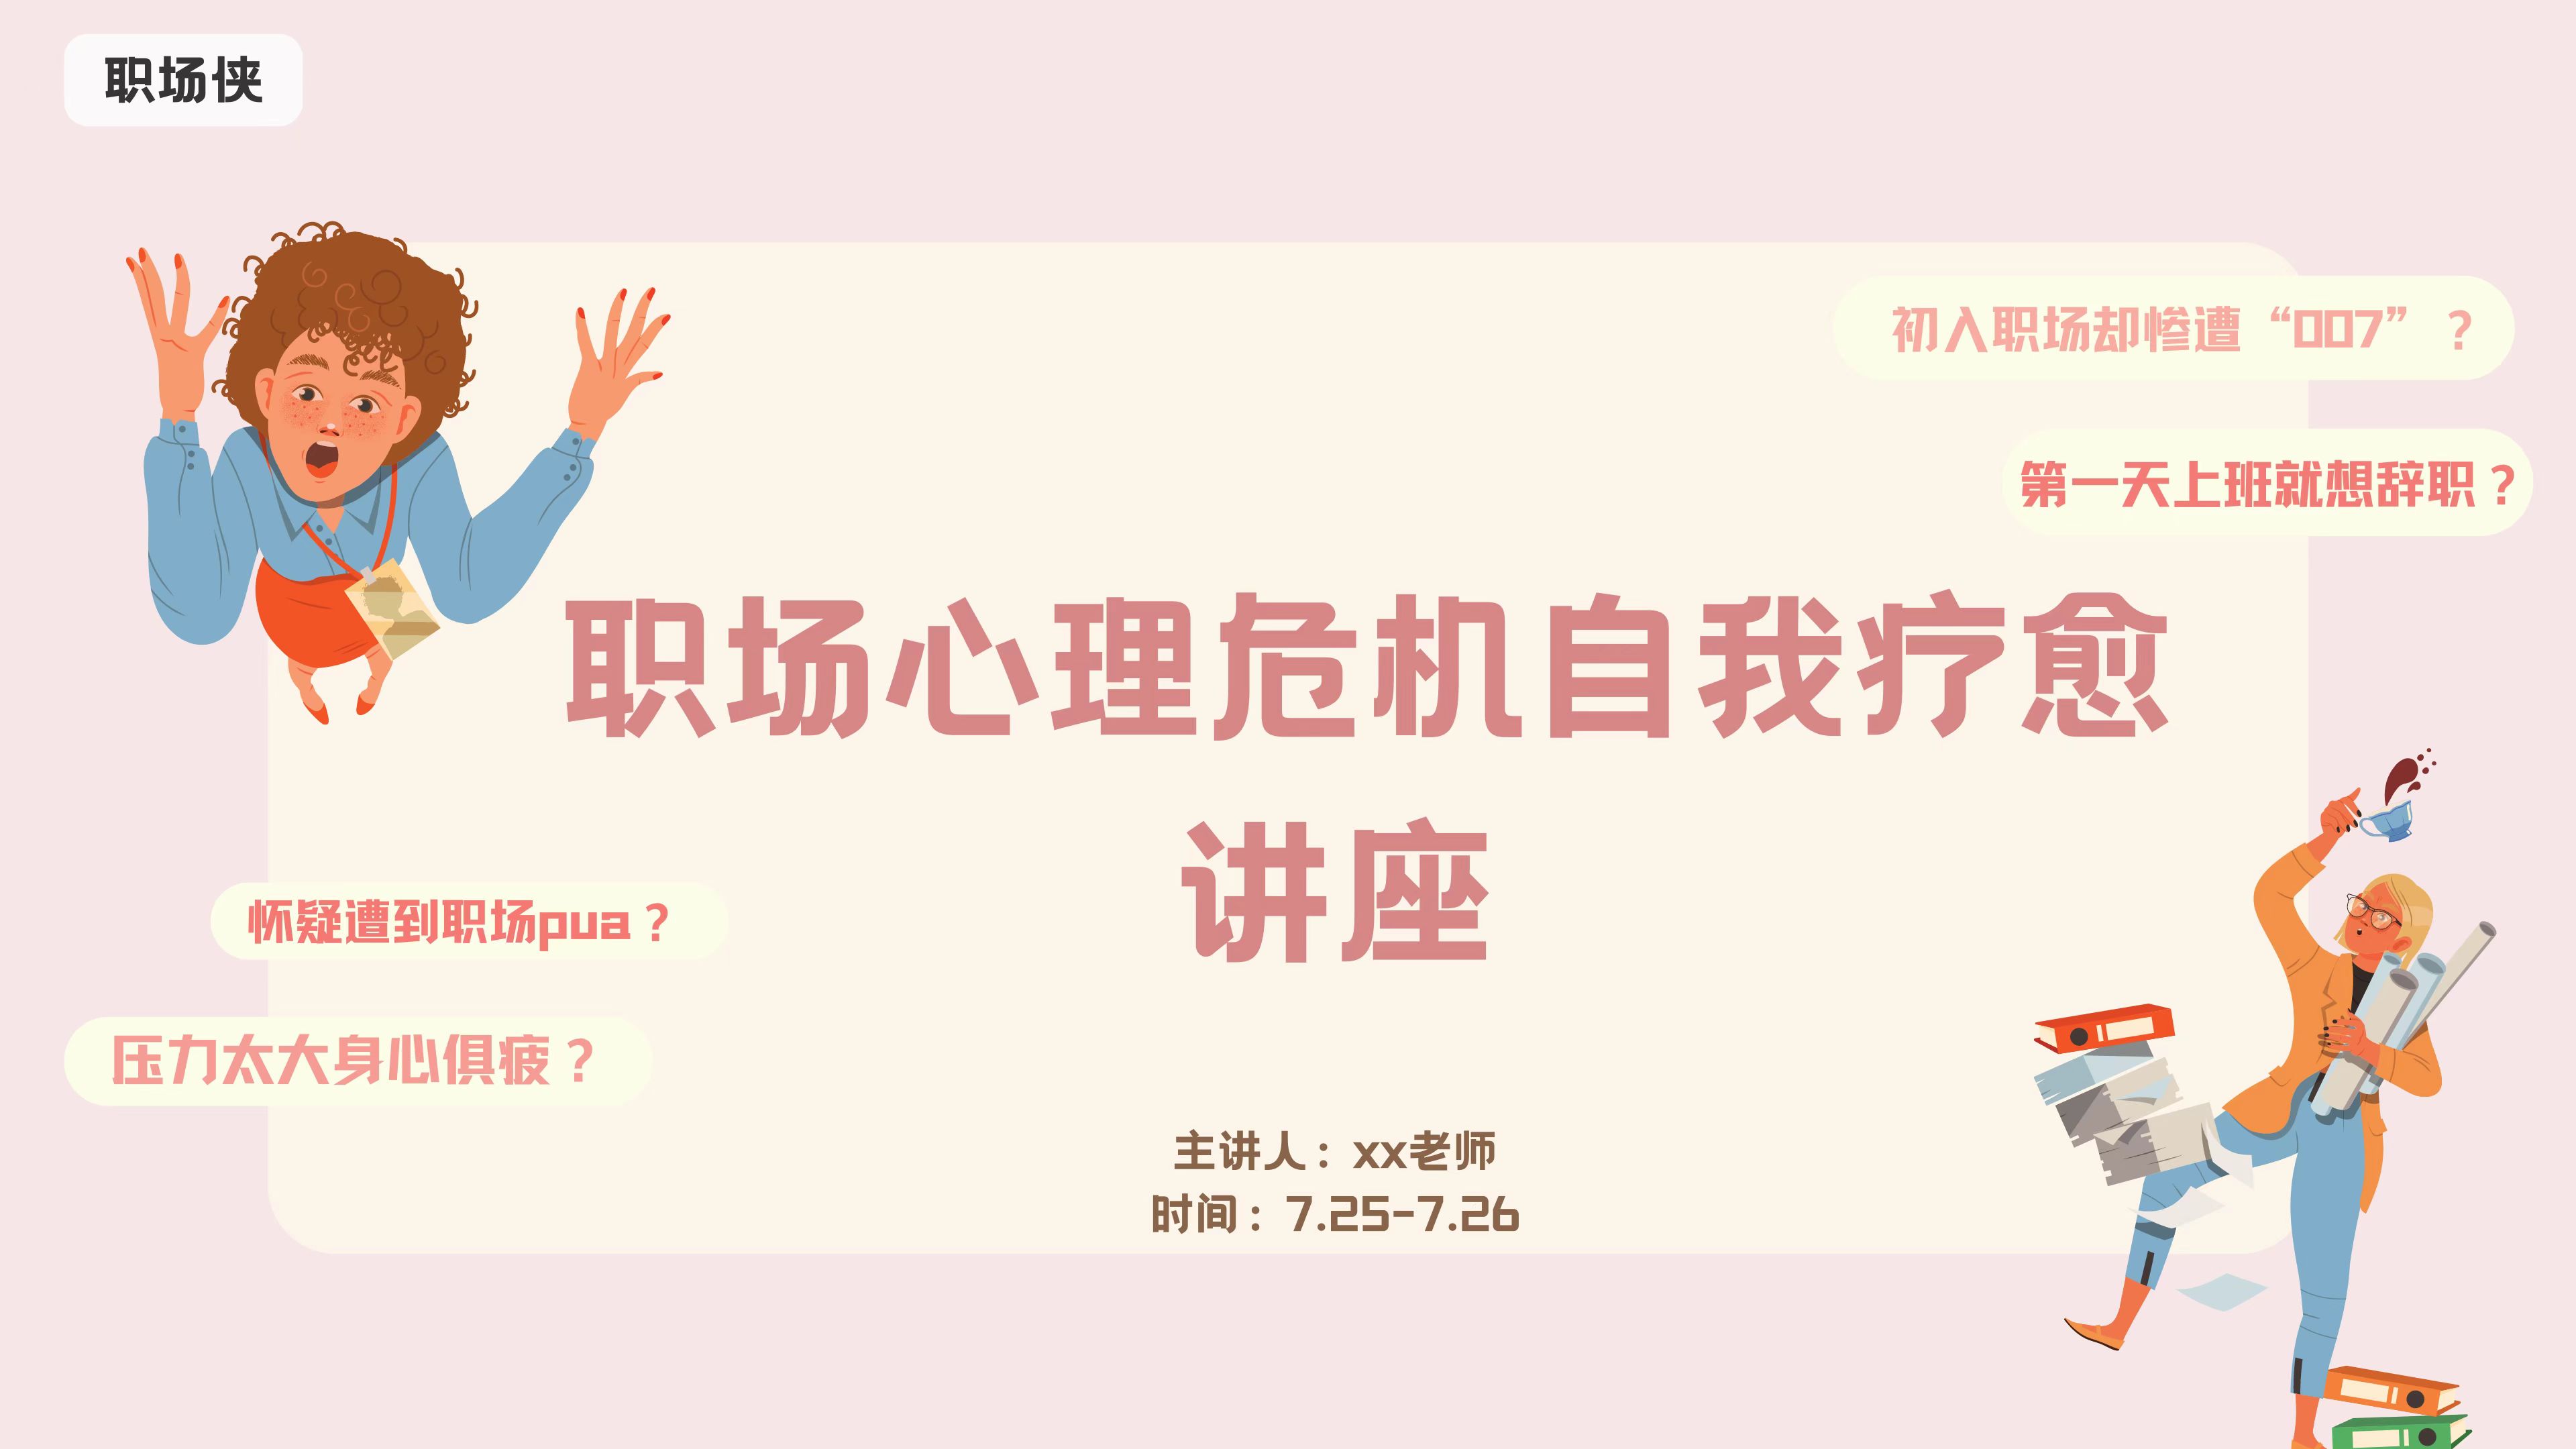 职场侠
初入职场却惨遭“007”？
第一天上班就想辞职？
职场心理危机自我疗愈
讲座
怀疑遭到职场pua？
压力太大身心俱疲？
主讲人：xx老师
时间：7.25-7.26